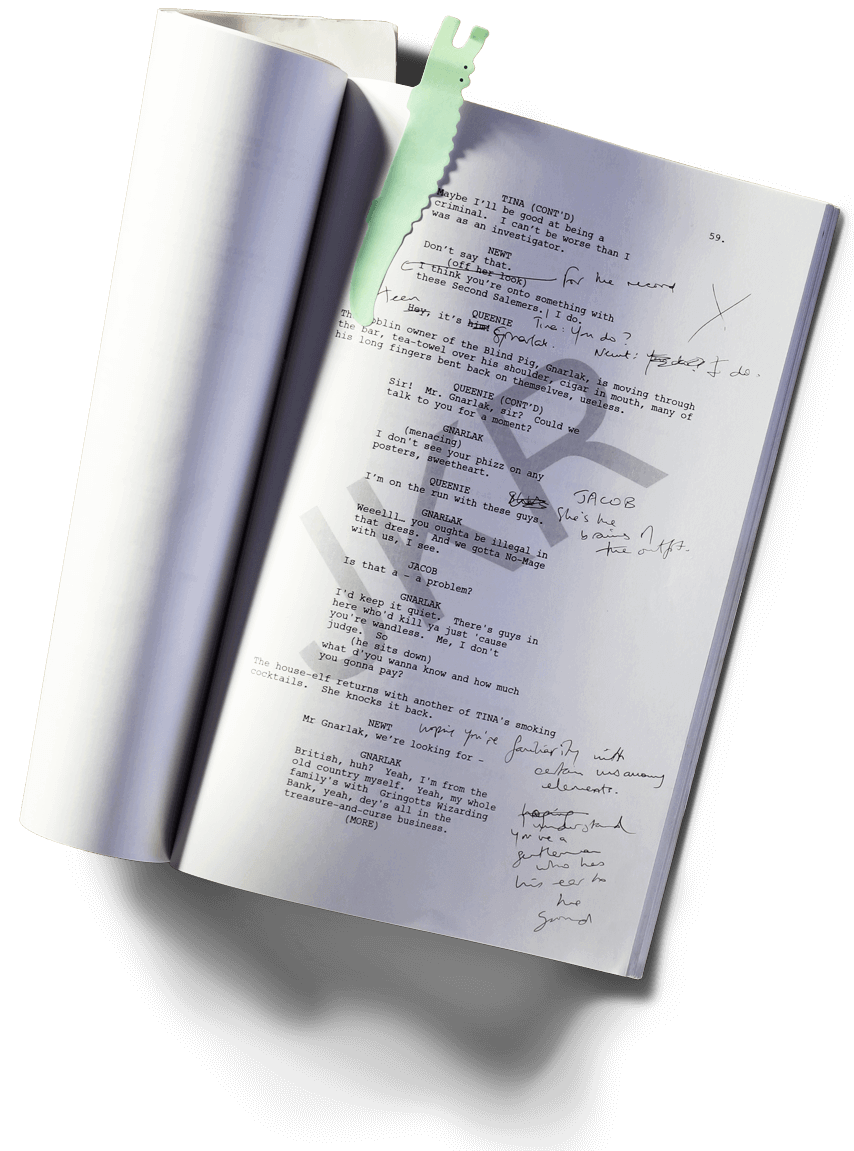 TINA (CONT'D)
Maybe I'll be good at being a
criminal. I can't be worse than I
was as an investigator.
59.
NEWT
Don't say that.
(off her look)
for the record
I think you're onto something with
these Second Salemers. I do.
Tina: You do?
Newt: I do.
QUEENIE
Hey, it's him!
Gnarlak.
The goblin owner of the Blind Pig, Gnarlak, is moving through
the bar, tea-towel over his shoulder, cigar in mouth, many of
his long fingers bent back on themselves, useless.
QUEENIE (CONT'D)
Sir! Mr. Gnarlak, sir? Could we
talk to you for a moment?
GNARLAK
(menacing)
I don't see your phizz on any
posters, sweetheart.
QUEENIE
I'm on the run with these guys.
JACOB
She's the
brains of
the outfit.
GNARLAK
Weeelll… you oughta be illegal in
that dress. And we gotta No-Mage
with us, I see.
JACOB
Is that a - a problem?
GNARLAK
I'd keep it quiet. There's guys in
here who'd kill ya just 'cause
you're wandless. Me, I don't
judge. So
(he sits down)
what d'you wanna know and how much
you gonna pay?
The house-elf returns with another of TINA's smoking
cocktails. She knocks it back.
NEWT
Mr Gnarlak, we're looking for -
hoping you're familiarity with
certain unsavoury
elements.
hoping
understand
you're a
gentleman
who has
his ear to
the
ground
GNARLAK
British, huh? Yeah, I'm from the
old country myself. Yeah, my whole
family's with Gringotts Wizarding
Bank, yeah, dey's all in the
treasure-and-curse business.
(MORE)
JKR